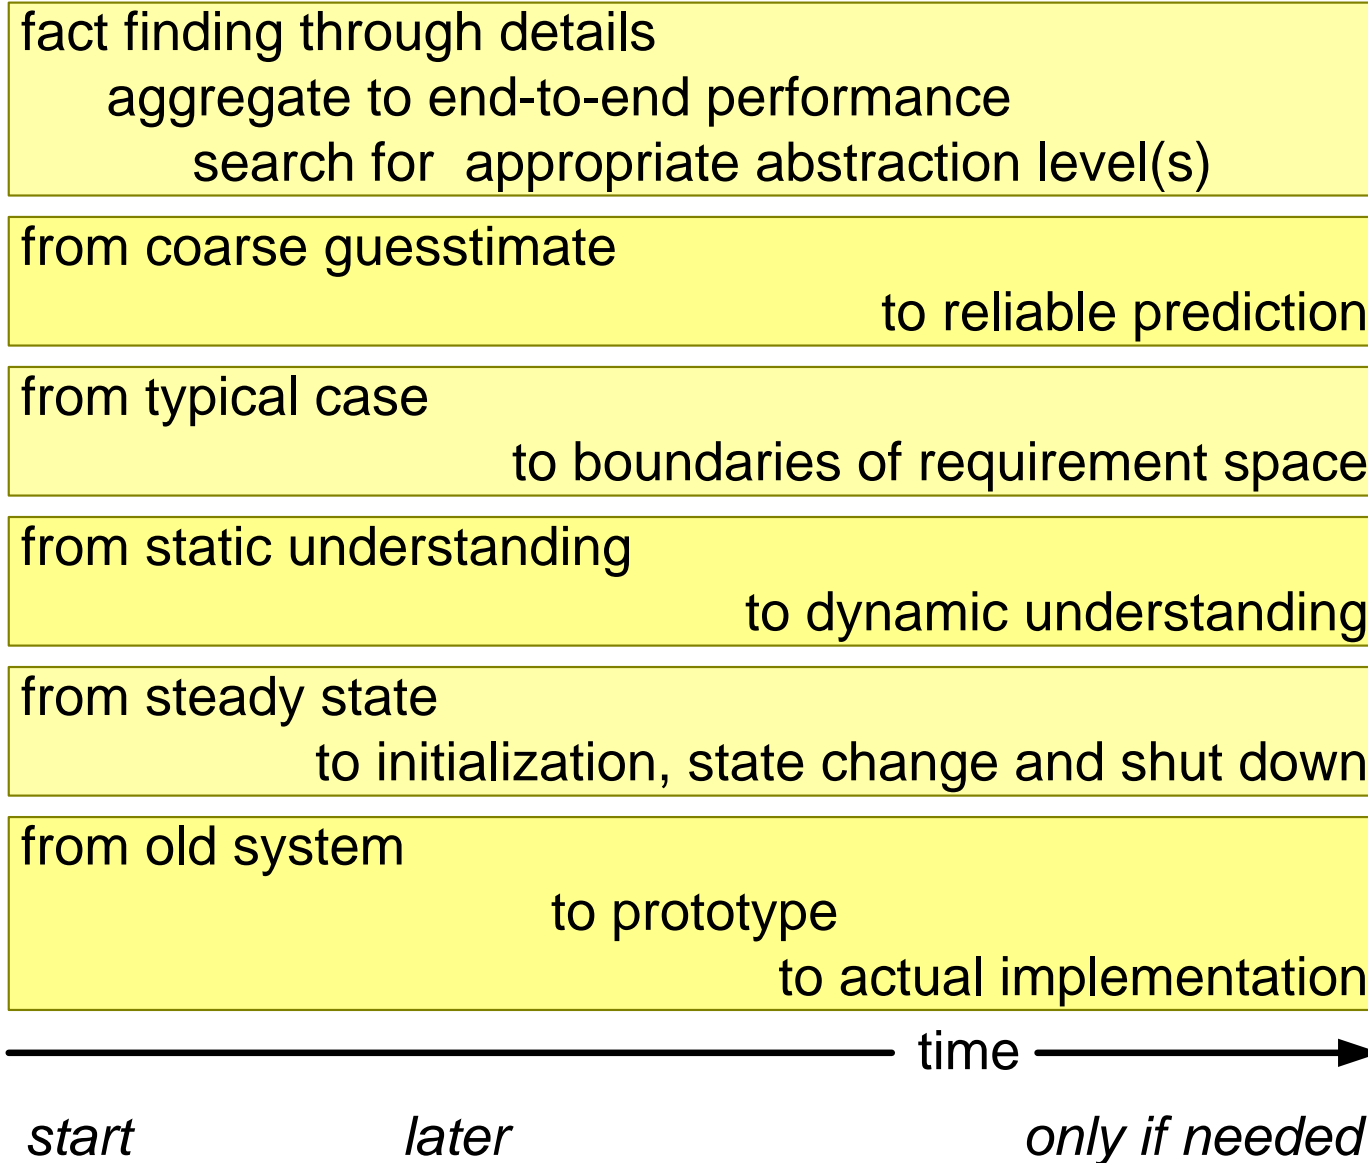 fact finding through details
aggregate to end-to-end performance
search for appropriate abstraction level(s)
from coarse guesstimate
to reliable prediction
from typical case
to boundaries of requirement space
from static understanding
to dynamic understanding
from steady state
to initialization, state change and shut down
from old system
to prototype
to actual implementation
time
start later only if needed